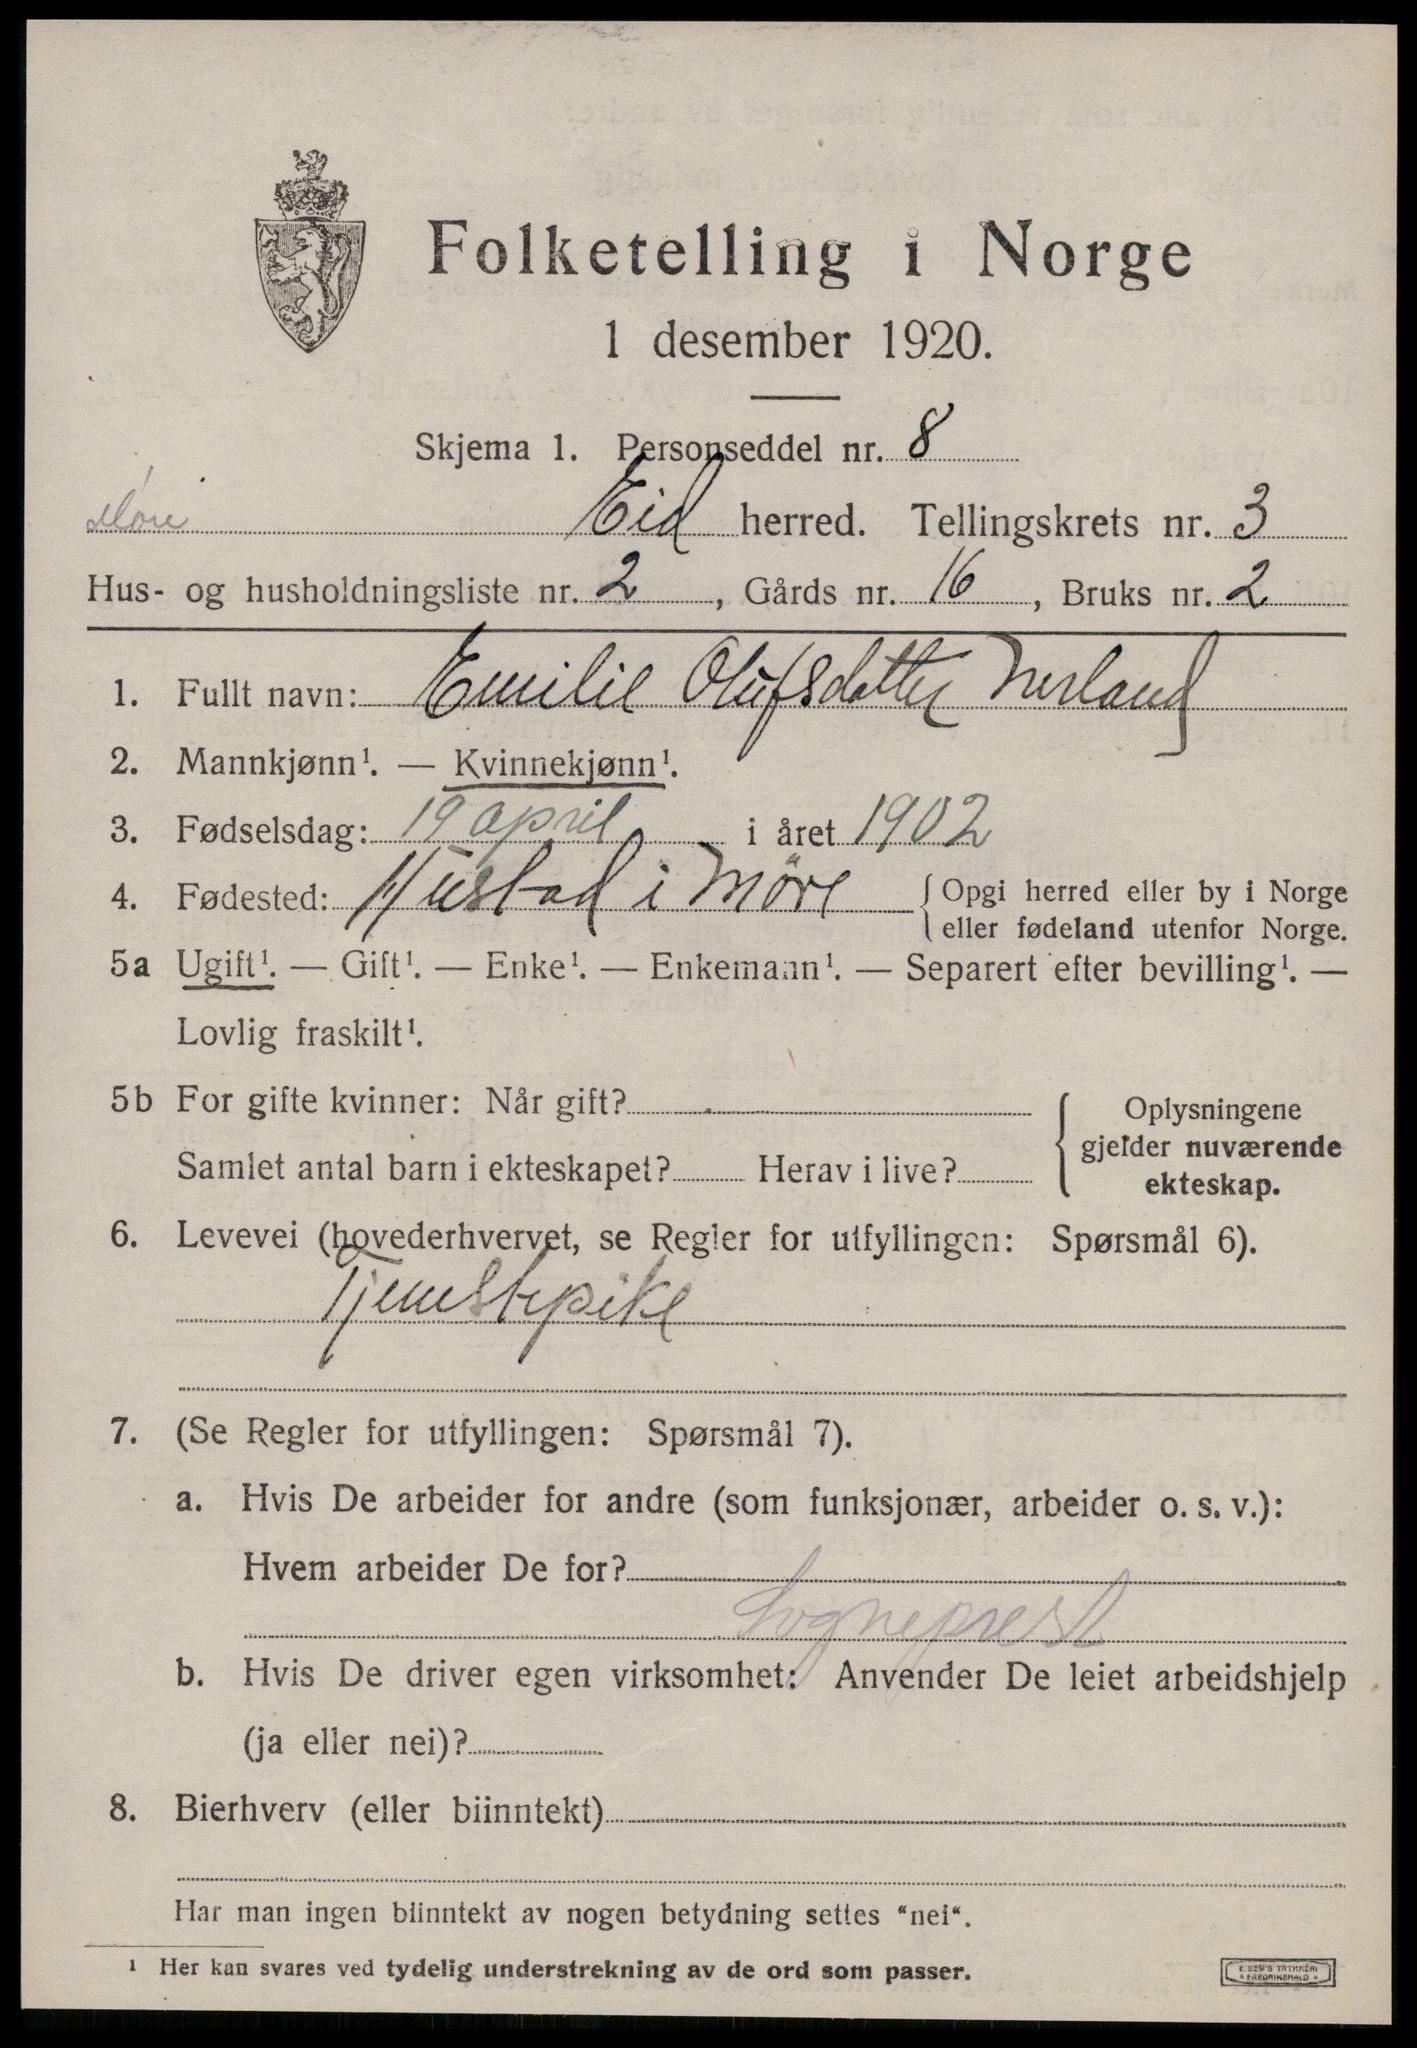 Folketelling i Norge
1 desember 1920.
Skjema 1. Personseddel nr. 8
Møre Eid herred. Tellingskrets nr. 3
Hus- og husholdningsliste nr. 2, Gårds nr. 16, Bruks nr. 2
1. Fullt navn: Emilie Olufsdatter Nerland
2. Mannkjønn¹. — Kvinnekjønn¹.
3. Fødselsdag: 19 april i året 1902
4. Fødested: Hustad i Møre { Opgi herred eller by i Norge
eller fødeland utenfor Norge.
5a Ugift¹. — Gift¹. — Enke¹. — Enkemann¹. — Separert efter bevilling¹. —
Lovlig fraskilt¹.
5b For gifte kvinner: Når gift? { Oplysningene
gjelder nuværende
Samlet antal barn i ekteskapet? Herav i live?
ekteskap.
6. Levevei (hovederhvervet, se Regler for utfyllingen: Spørsmål 6).
Tjenestepike
7. (Se Regler for utfyllingen: Spørsmål 7).
a. Hvis De arbeider for andre (som funksjonær, arbeider o. s. v.):
Hvem arbeider De for?
Sogneprest
b. Hvis De driver egen virksomhet: Anvender De leiet arbeidshjelp
(ja eller nei)?
8. Bierhverv (eller biinntekt)
Har man ingen biinntekt av nogen betydning settes “nei“.
¹ Her kan svares ved tydelig understrekning av de ord som passer.
E. SEM'S TRYKKERI
FREDRIKSHALD